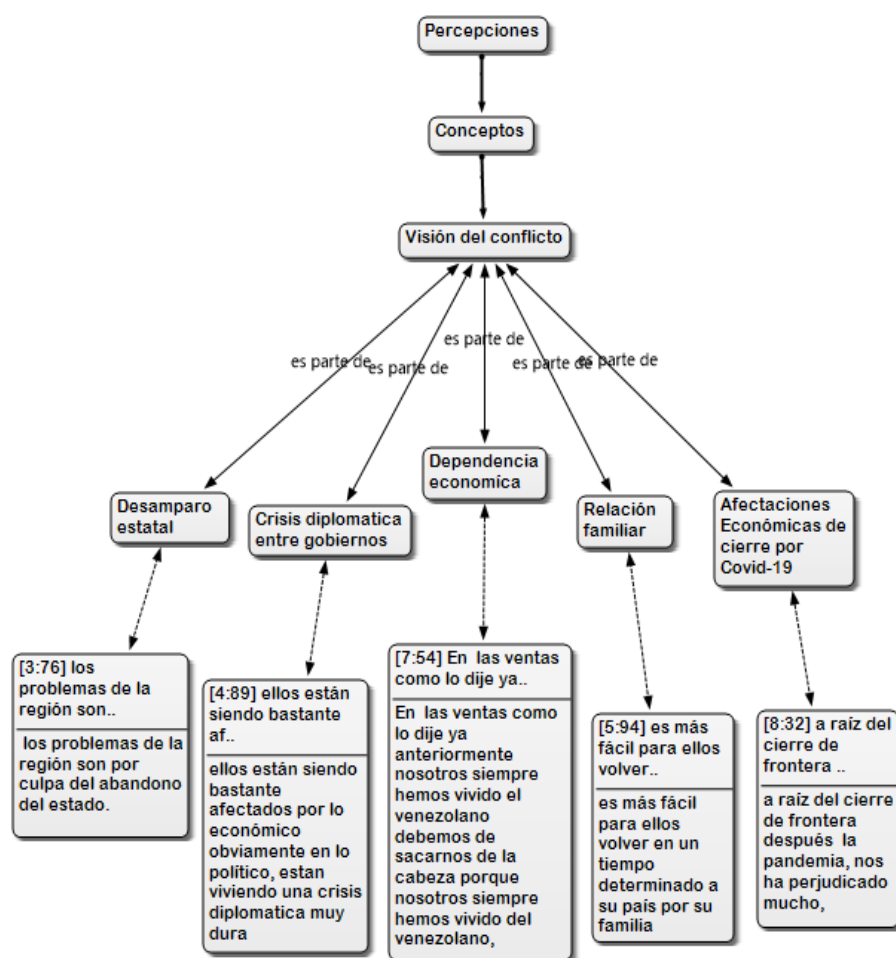 Percepciones
Conceptos
Visión del conflicto
es parte de
es parte de
es parte de
es parte de
es parte de
Desamparo
estatal
Crisis diplomatica
entre gobiernos
Dependencia
economíca
Relación
familiar
Afectaciones
Económicas de
cierre por
Covid-19
[3:76] los
problemas de la
región son..
los problemas de la
región son por
culpa del abandono
del estado.
[4:89] ellos están
siendo bastante
af..
ellos están siendo
bastante
afectados por lo
económico
obviamente en lo
político, estan
viviendo una crisis
diplomatica muy
dura
[7:54] En  las ventas
como lo dije ya..
En  las ventas como
lo dije ya
anteriormente
nosotros siempre
hemos vivido el
venezolano
debemos de
sacarnos de la
cabeza porque
nosotros siempre
hemos vivido del
venezolano,
[5:94] es más
fácil para ellos
volver..
es más fácil
para ellos
volver en un
tiempo
determinado a
su país por su
familia
[8:32] a raíz del
cierre de
frontera ..
a raíz del cierre
de frontera
después  la
pandemia, nos
ha perjudicado
mucho,